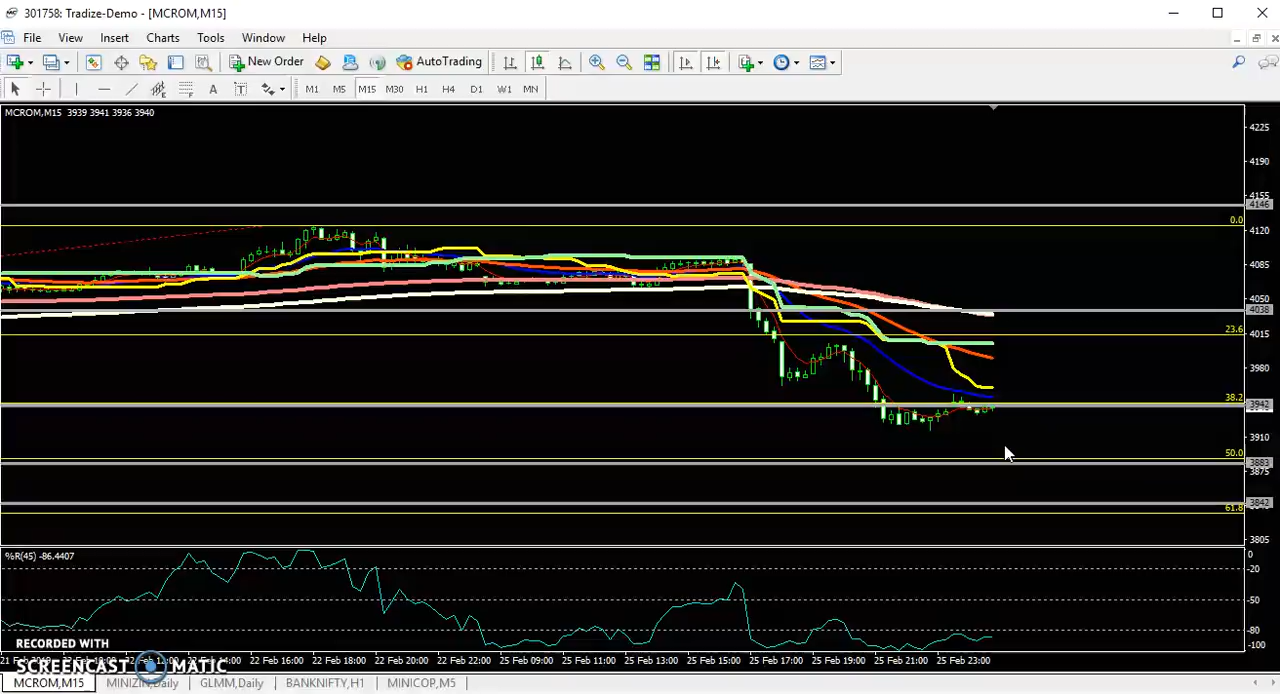 301758: Tradize-Demo - [MCROM,M15]
File View Insert Charts Tools Window Help
New Order AutoTrading
A T M1 M5 M15 M30 H1 H4 D1 W1 MN
MCROM,M15 3939 3941 3936 3940
4225
4190
4155
4146
0.0
4120
4085
4050
4038
23.6
4015
3980
38.2
3942
3910
50.0
3883
3875
3842
61.8
3805
%R(45) -86.4407
0
-20
-50
-80
-100
22 Feb 16:00 22 Feb 18:00 22 Feb 20:00 22 Feb 22:00 25 Feb 09:00 25 Feb 11:00 25 Feb 13:00 25 Feb 15:00 25 Feb 17:00 25 Feb 19:00 25 Feb 21:00 25 Feb 23:00
RECORDED WITH
SCREENCAST MATIC
MCROM,M15 MINIZIN,Daily GLMM,Daily BANKNIFTY,H1 MINICOP,M5